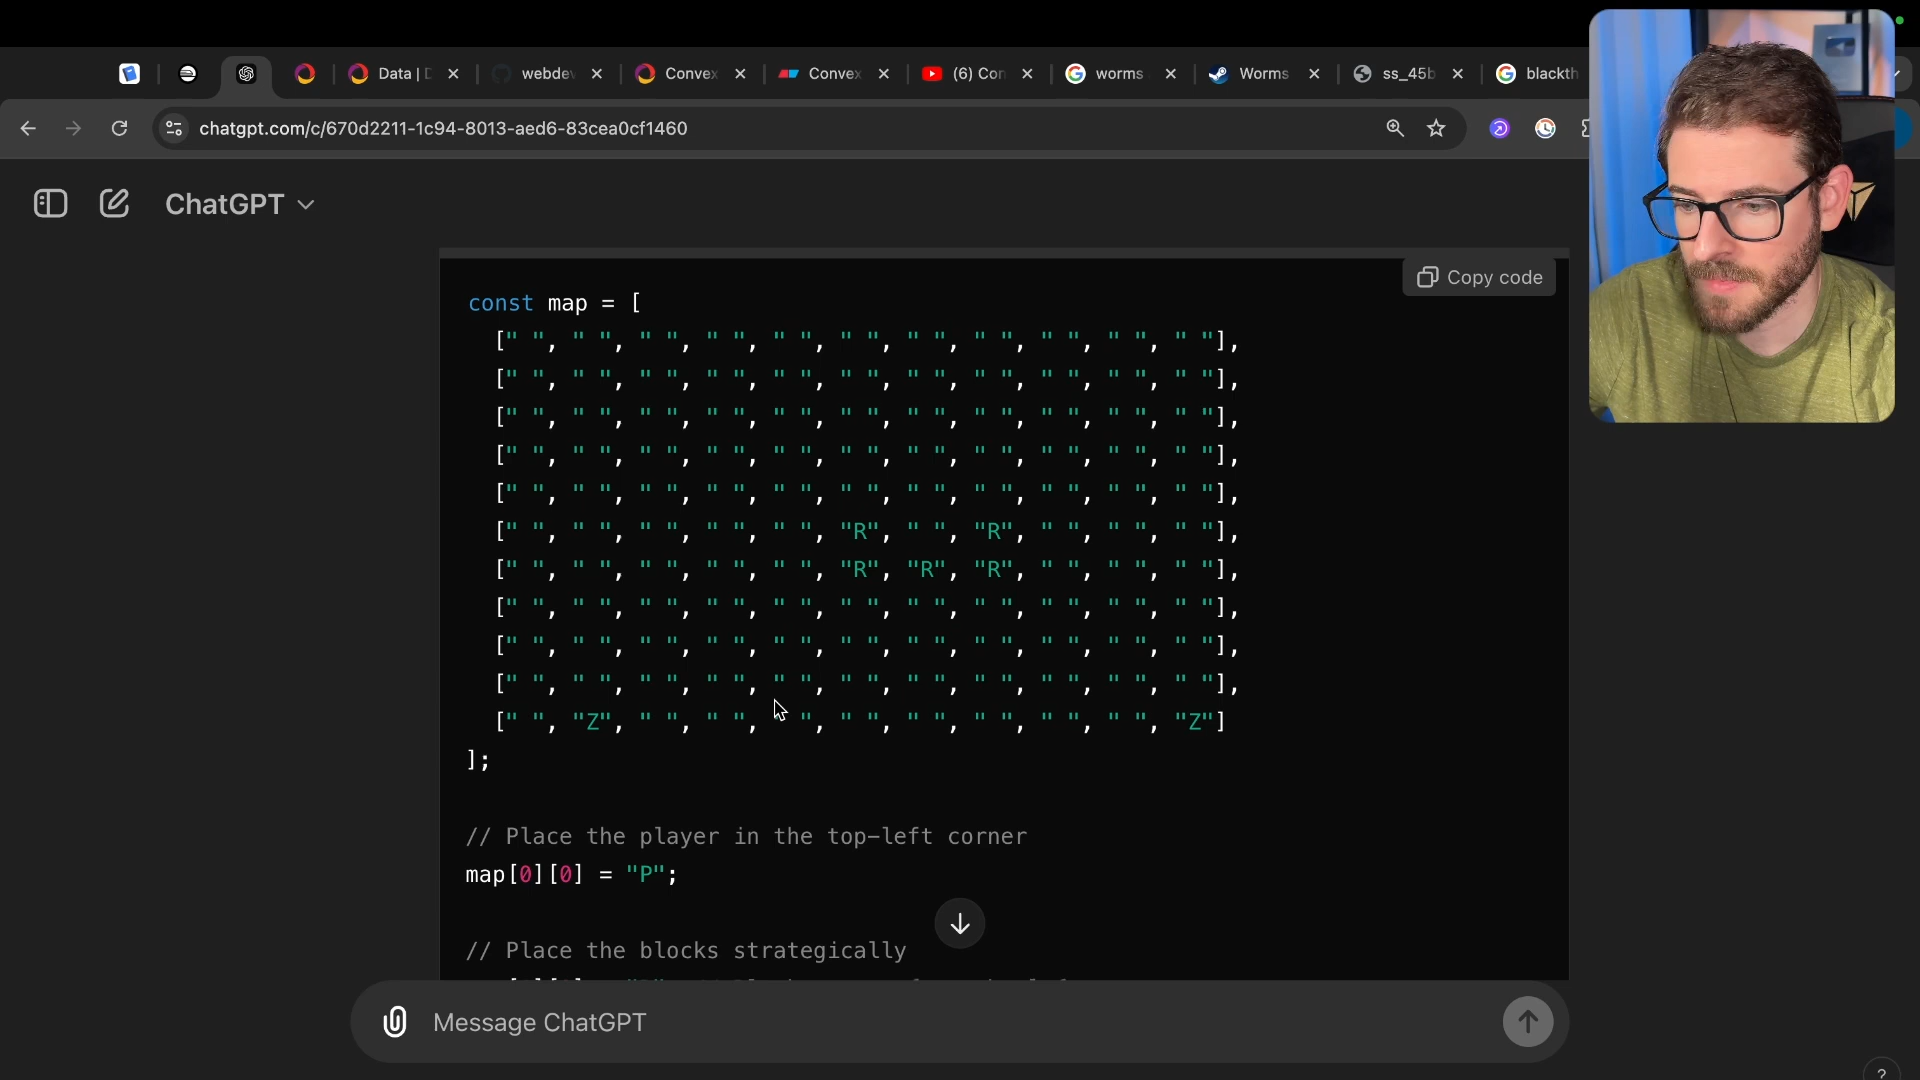 Data | D
webdev
Convex
Convex
(6) Con
worms
Worms
ss_45b
blackth
chatgpt.com/c/670d2211-1c94-8013-aed6-83cea0cf1460
ChatGPT
Copy code
const map = [
[" ", " ", " ", " ", " ", " ", " ", " ", " ", " ", " "],
[" ", " ", " ", " ", " ", " ", " ", " ", " ", " ", " "],
[" ", " ", " ", " ", " ", " ", " ", " ", " ", " ", " "],
[" ", " ", " ", " ", " ", " ", " ", " ", " ", " ", " "],
[" ", " ", " ", " ", " ", " ", " ", " ", " ", " ", " "],
[" ", " ", " ", " ", " ", "R", " ", "R", " ", " ", " "],
[" ", " ", " ", " ", " ", "R", "R", "R", " ", " ", " "],
[" ", " ", " ", " ", " ", " ", " ", " ", " ", " ", " "],
[" ", " ", " ", " ", " ", " ", " ", " ", " ", " ", " "],
[" ", " ", " ", " ", " ", " ", " ", " ", " ", " ", " "],
[" ", "Z", " ", " ", " ", " ", " ", " ", " ", " ", "Z"]
];
// Place the player in the top-left corner
map[0][0] = "P";
// Place the blocks strategically
Message ChatGPT
?